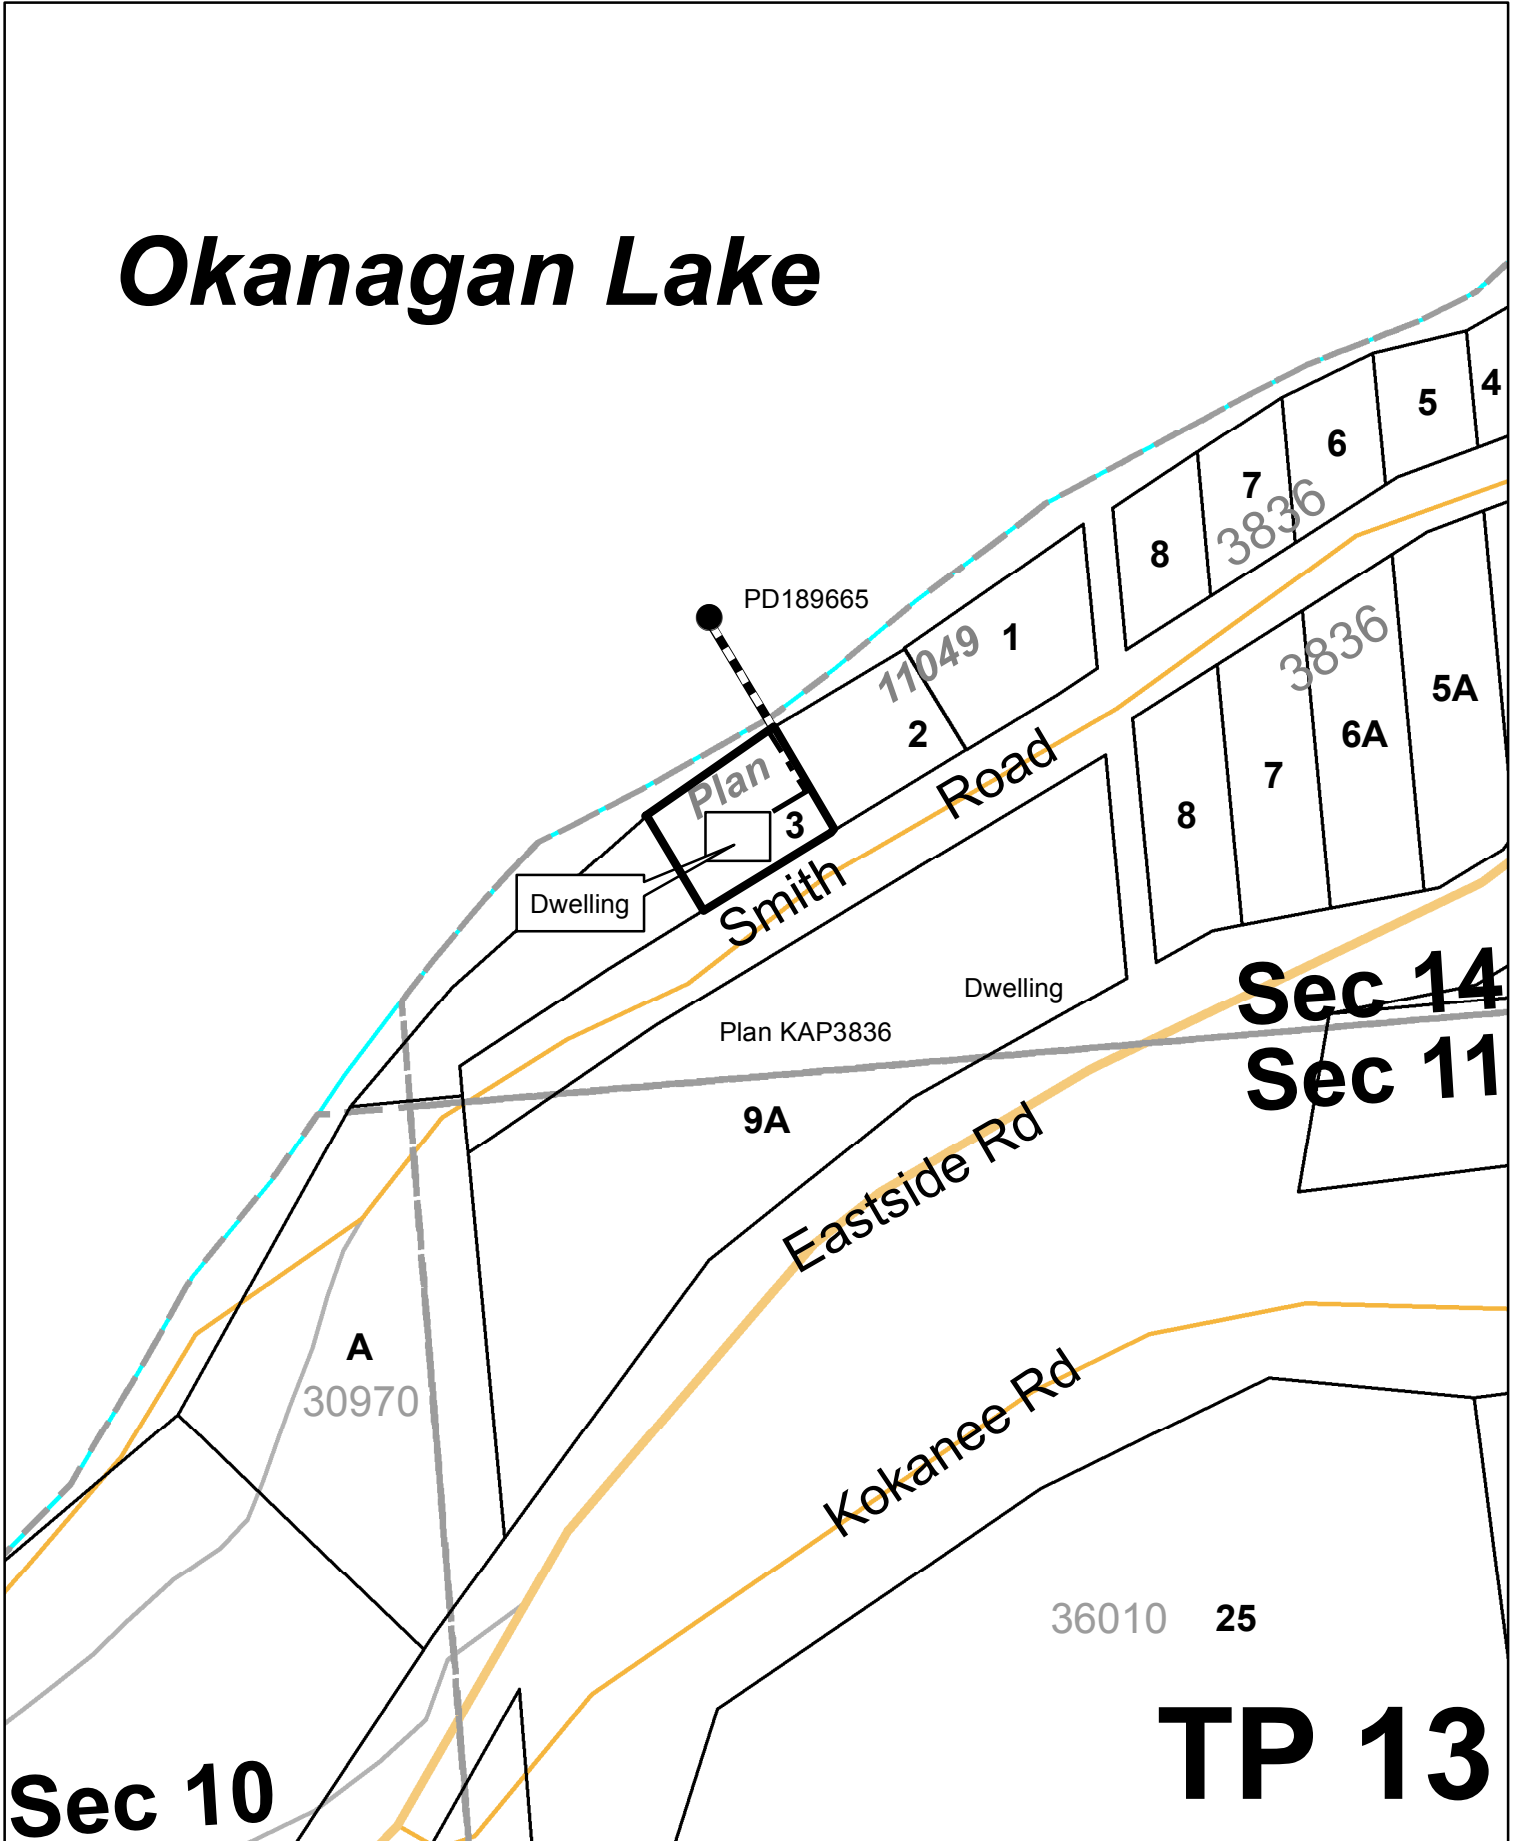 Okanagan Lake
4
5
6
7
3836
8
PD189665
1
11049
3836
5A
2
6A
Road
Plan
7
8
3
Smith
Dwelling
Dwelling
Sec 14
Plan KAP3836
Sec 11
9A
Eastside Rd
A
30970
Kokanee Rd
36010 25
TP 13
Sec 10